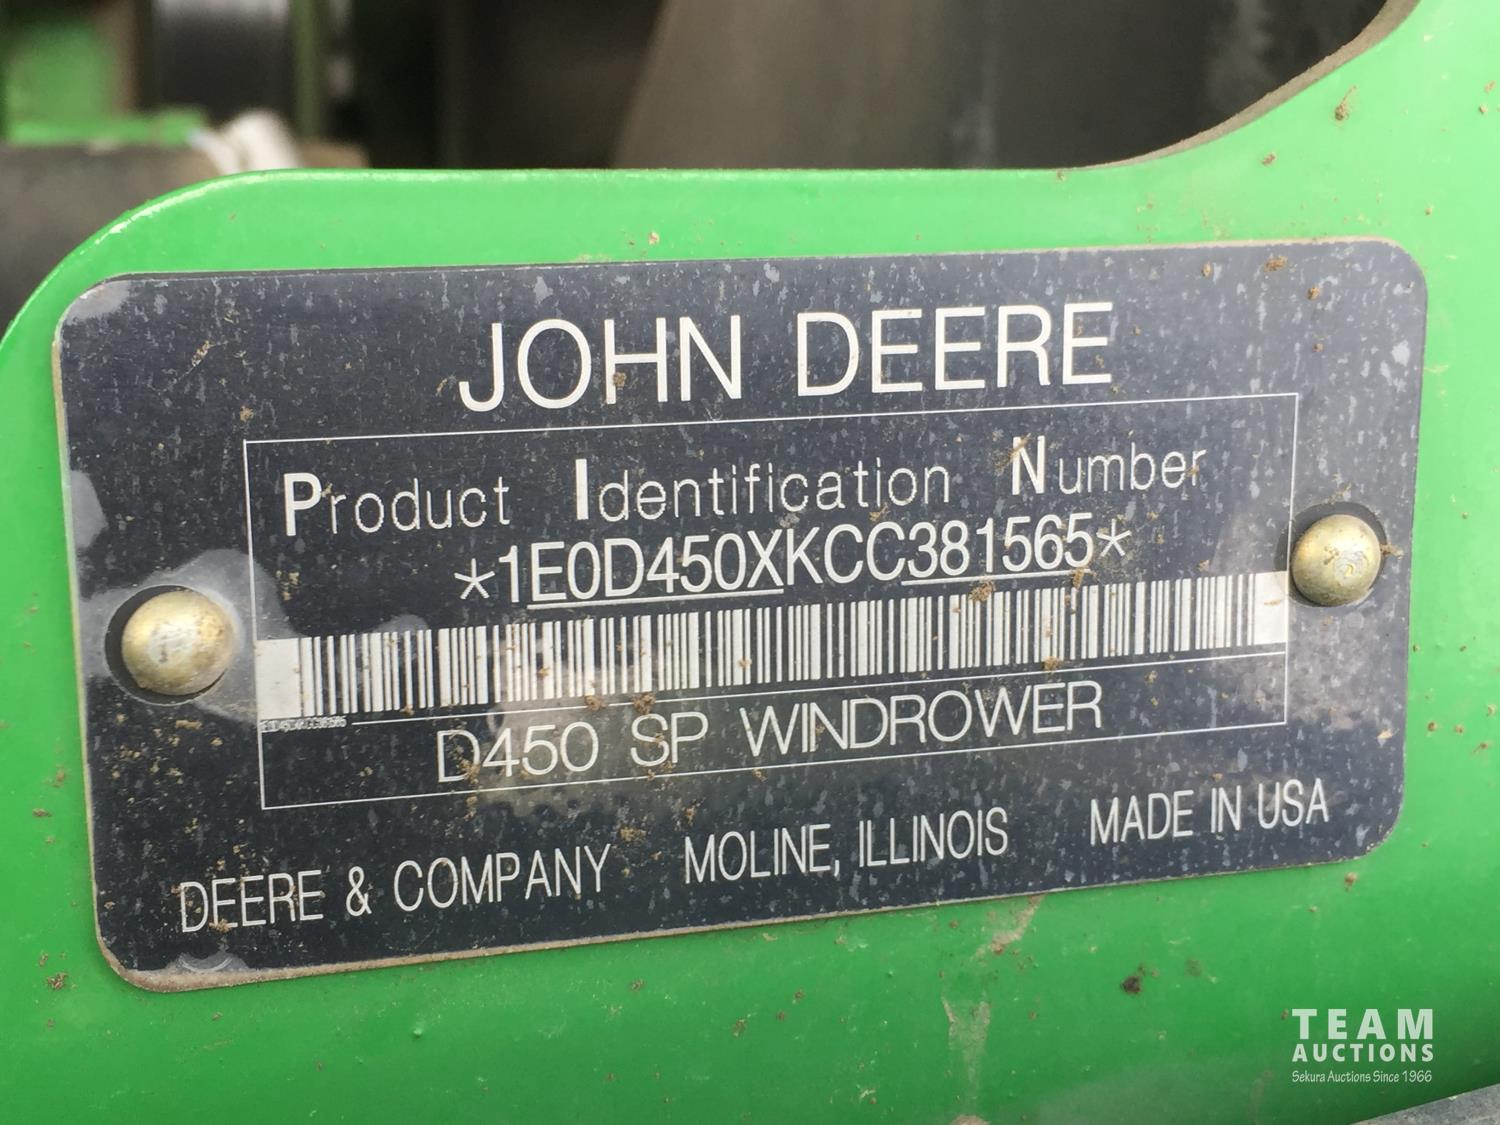 JOHN DEERE
Product Identification Number
*1E0D450XKCC381565*
D450 SP WINDROWER
DEERE & COMPANY MOLINE, ILLINOIS MADE IN USA
TEAM
AUCTIONS
Sekura Auctions Since 1966